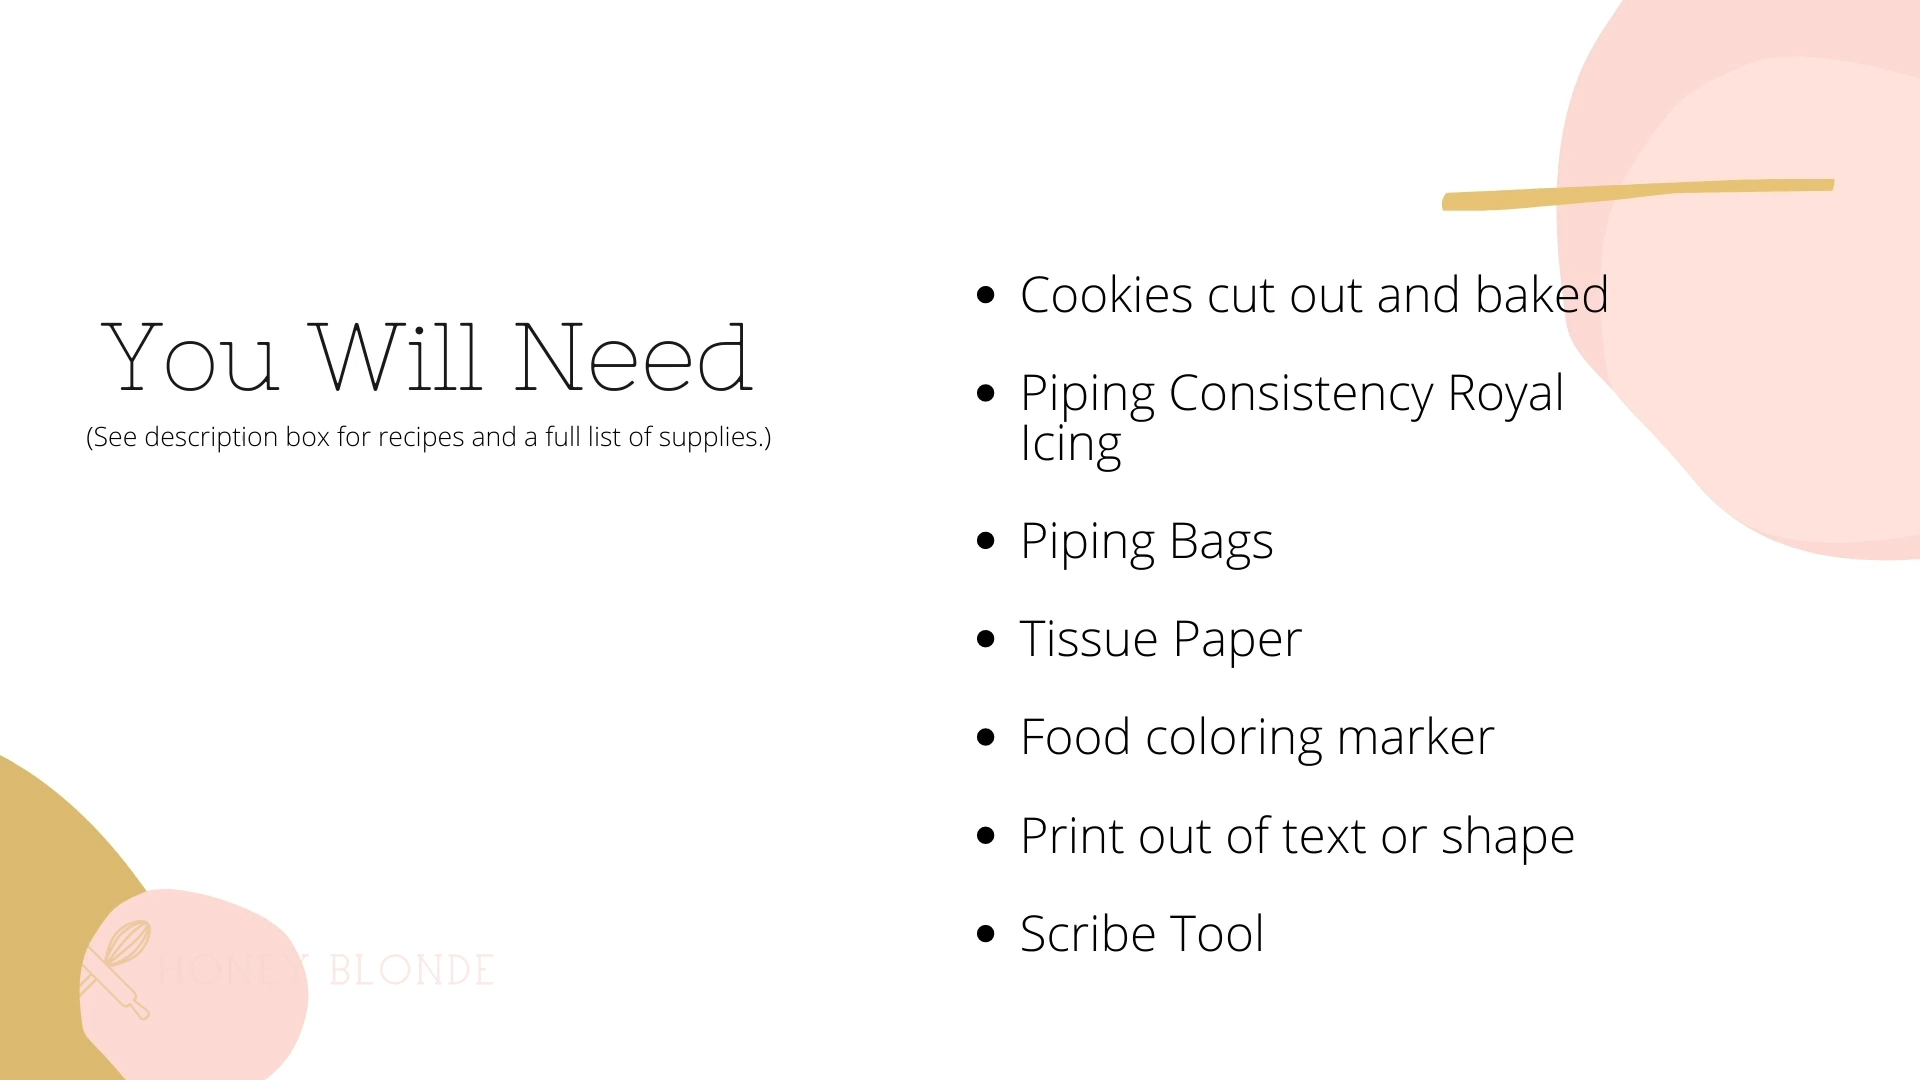 You Will Need
(See description box for recipes and a full list of supplies.)
Cookies cut out and baked
Piping Consistency Royal
Icing
Piping Bags
Tissue Paper
Food coloring marker
Print out of text or shape
Scribe Tool
HONEY BLONDE